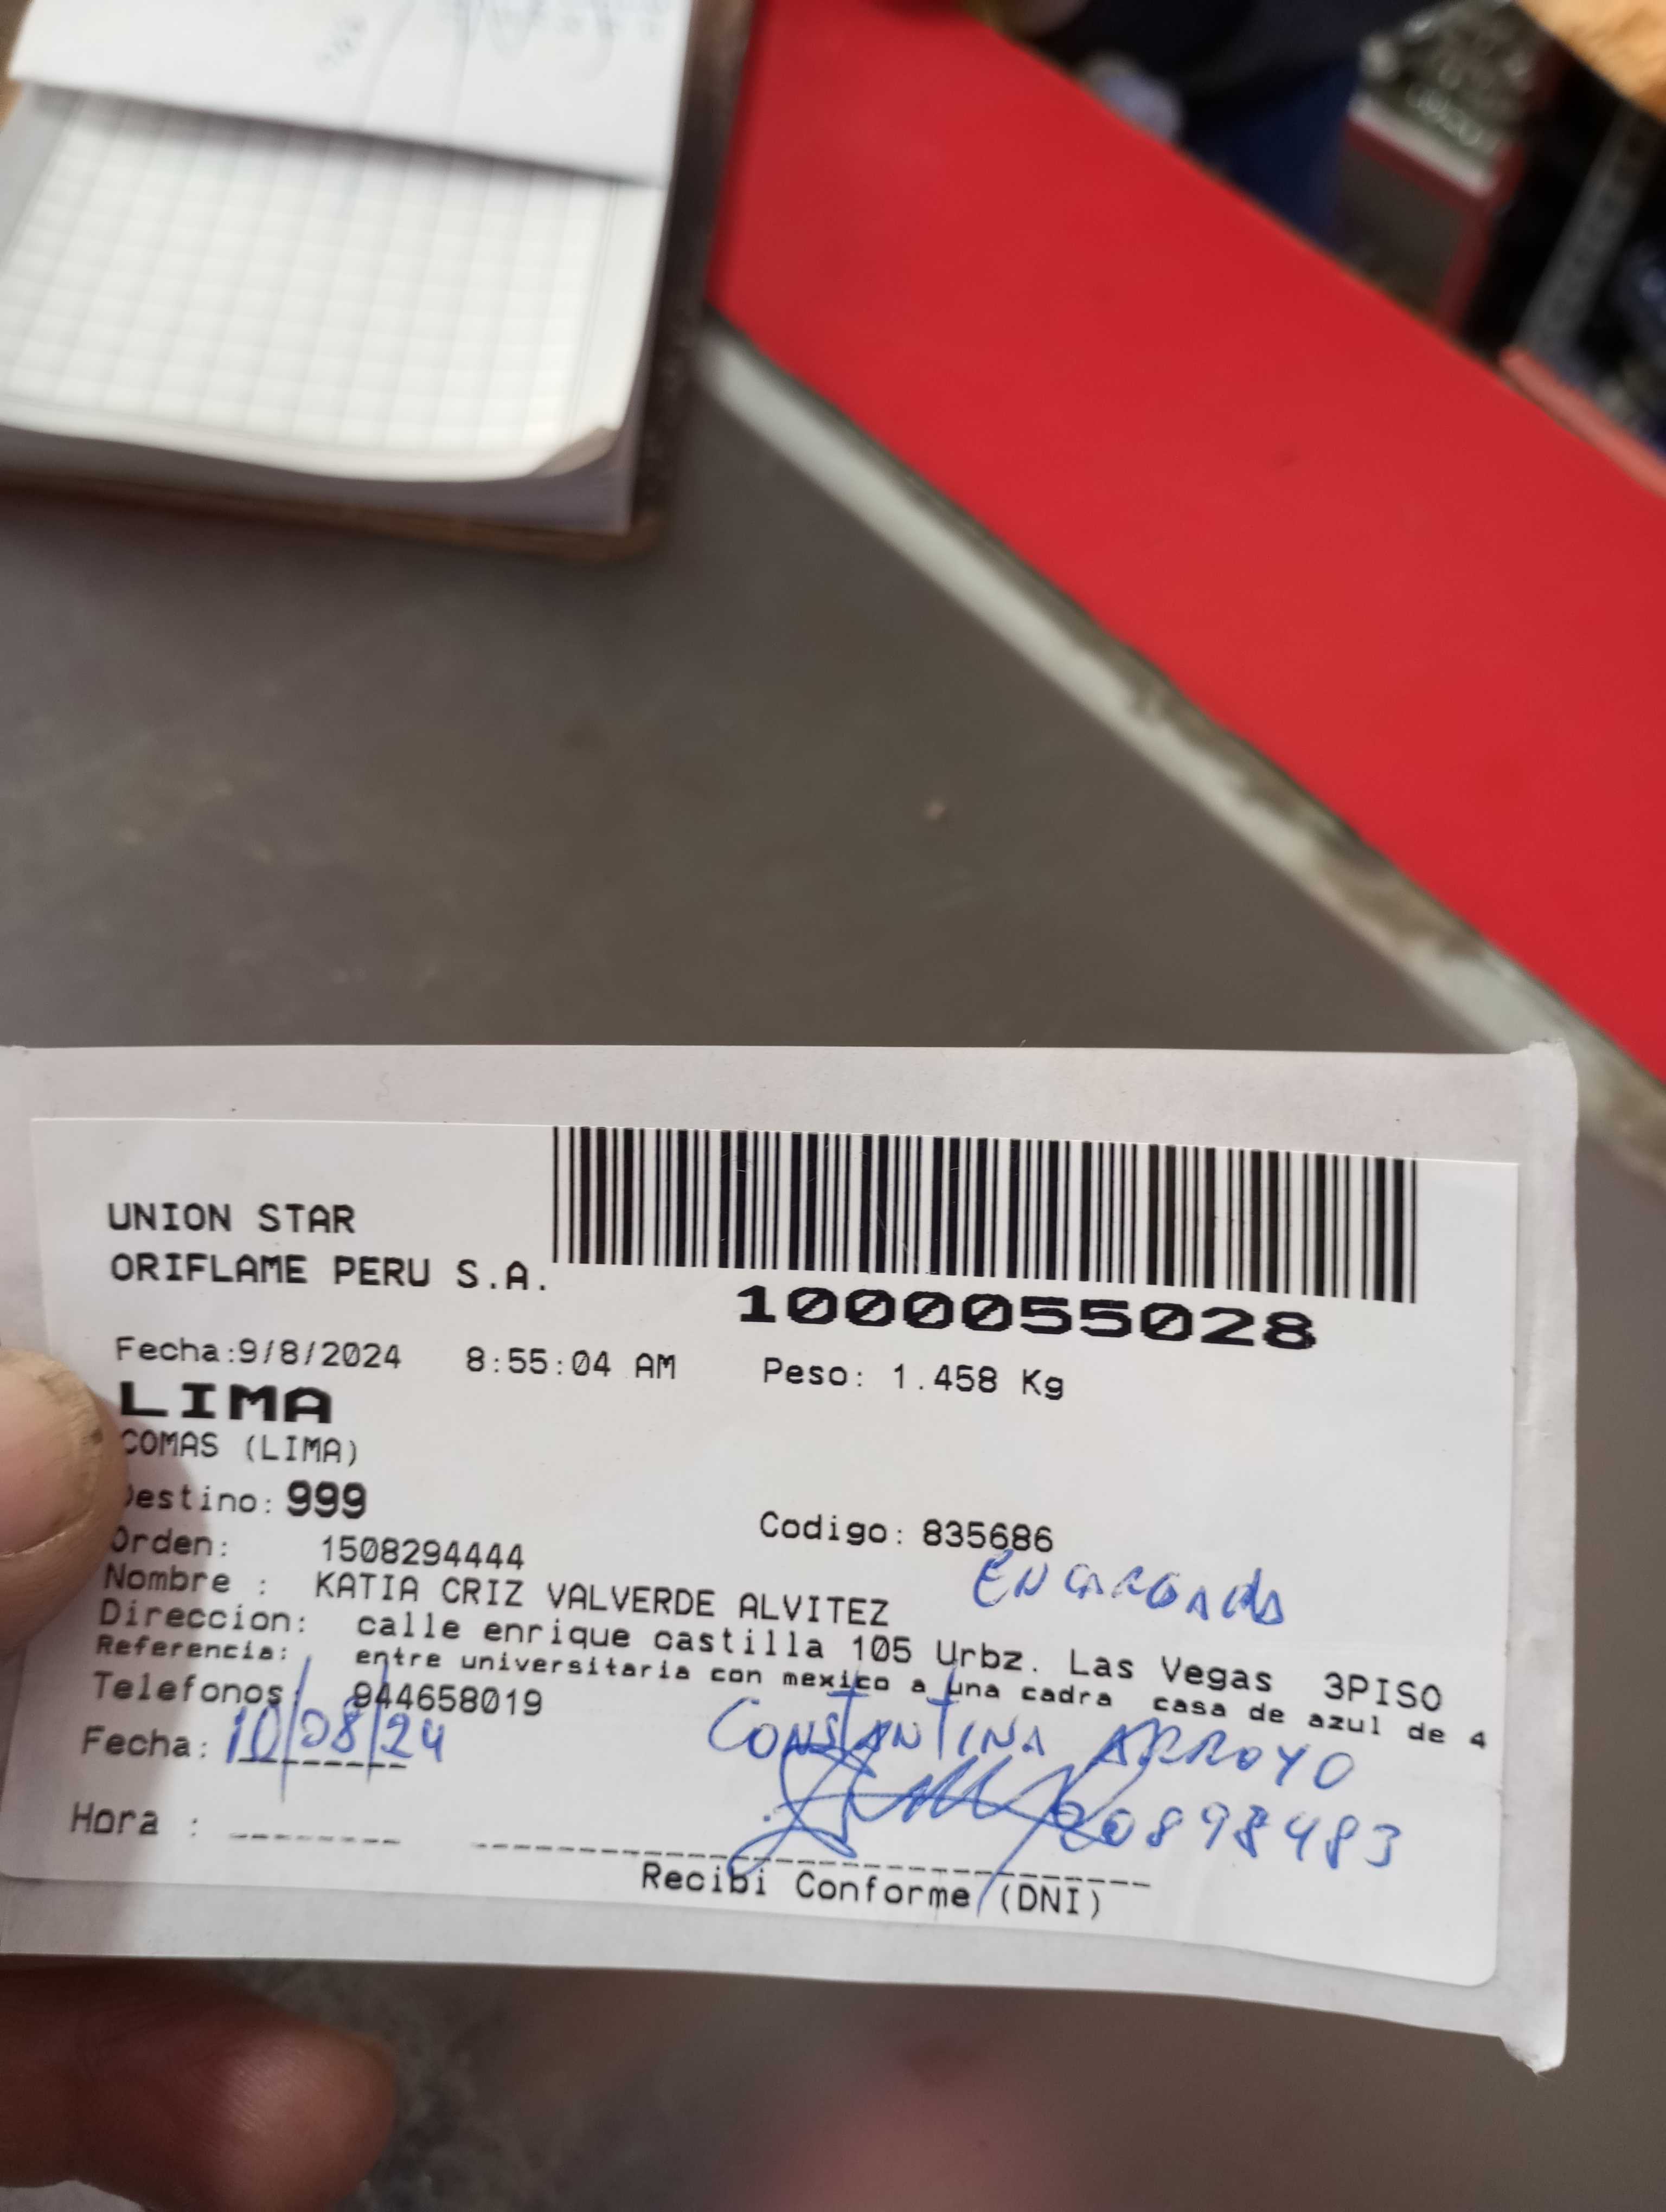 UNION STAR
ORIFLAME PERU S.A.
1000055028
Fecha:9/8/2024 8:55:04 AM Peso: 1.458 Kg
LIMA
COMAS (LIMA)
Destino: 999
Codigo: 835686
Orden: 1508294444
ENCARGADA
Nombre : KATIA CRIZ VALVERDE ALVITEZ
Direccion: calle enrique castilla 105 Urbz. Las Vegas 3PISO
Referencia: entre universitaria con mexico a una cadra casa de azul de 4
Telefonos: 944658019
CONSTANTINA ARROYO
Fecha: 10/08/24
Hora :
Recibi Conforme (DNI)